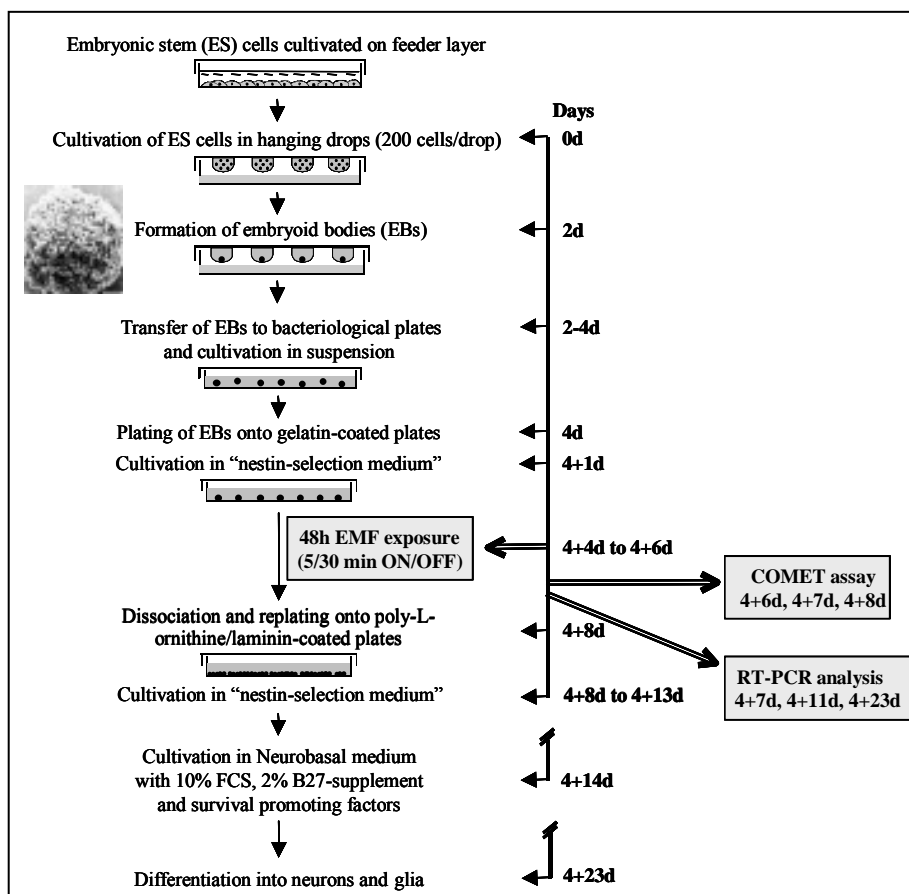 Embryonic stem (ES) cells cultivated on feeder layer
Days
Cultivation of ES cells in hanging drops (200 cells/drop)
0d
Formation of embryoid bodies (EBs)
2d
Transfer of EBs to bacteriological plates
and cultivation in suspension
2-4d
Plating of EBs onto gelatin-coated plates
4d
Cultivation in “nestin-selection medium”
4+1d
48h EMF exposure
(5/30 min ON/OFF)
4+4d to 4+6d
COMET assay
4+6d, 4+7d, 4+8d
Dissociation and replating onto poly-L-
ornithine/laminin-coated plates
4+8d
RT-PCR analysis
4+7d, 4+11d, 4+23d
Cultivation in “nestin-selection medium”
4+8d to 4+13d
Cultivation in Neurobasal medium
with 10% FCS, 2% B27-supplement
and survival promoting factors
4+14d
Differentiation into neurons and glia
4+23d